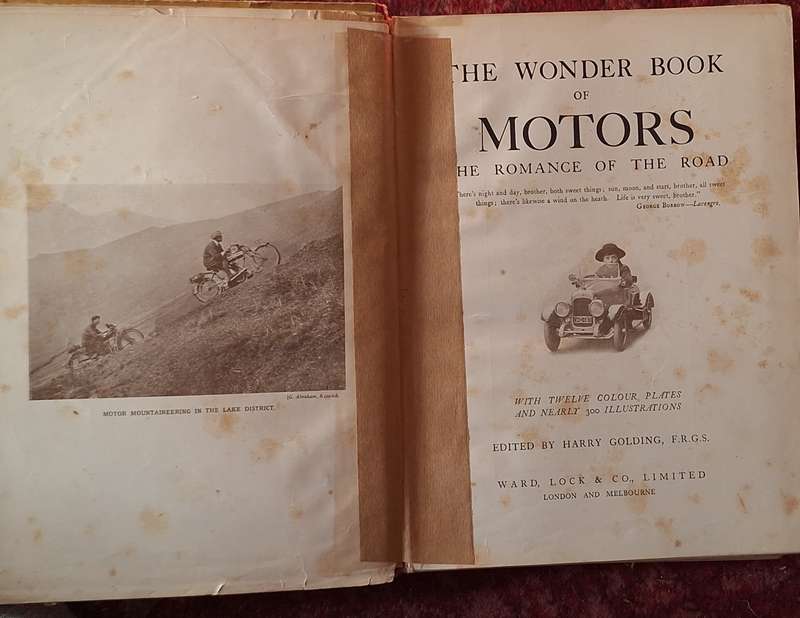 [G. Abraham, Keswick.
MOTOR MOUNTAINEERING IN THE LAKE DISTRICT.
THE WONDER BOOK
OF
MOTORS
HE ROMANCE OF THE ROAD
"There's night and day, brother, both sweet things; sun, moon, and stars, brother, all sweet
things; there's likewise a wind on the heath. Life is very sweet, brother."
GEORGE BORROW—Lavengro.
WITH TWELVE COLOUR PLATES
AND NEARLY 300 ILLUSTRATIONS
EDITED BY HARRY GOLDING, F.R.G.S.
WARD, LOCK & CO., LIMITED
LONDON AND MELBOURNE